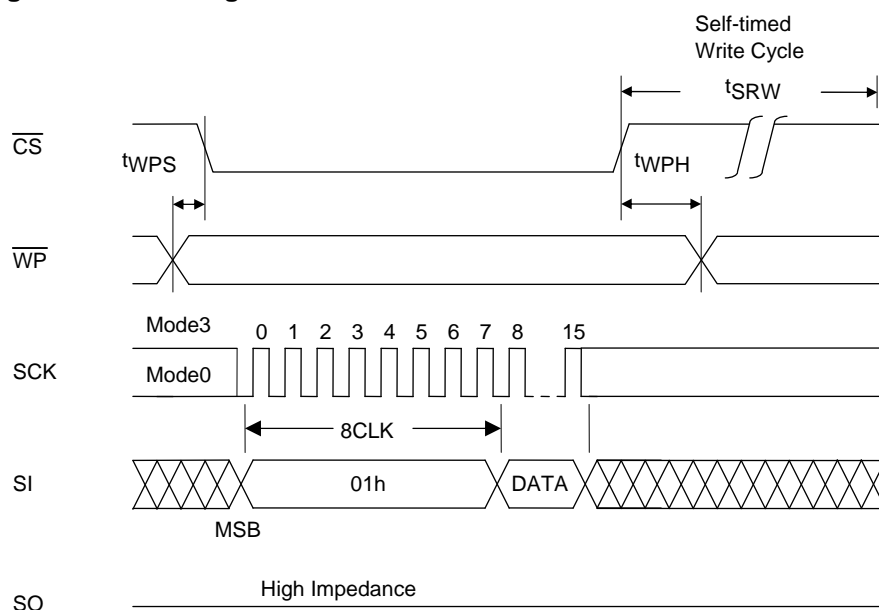 Self-timed
Write Cycle
tSRW
CS
tWPS
tWPH
WP
Mode3
0 1 2 3 4 5 6 7 8 15
SCK
Mode0
8CLK
SI
01h
DATA
MSB
High Impedance
SO